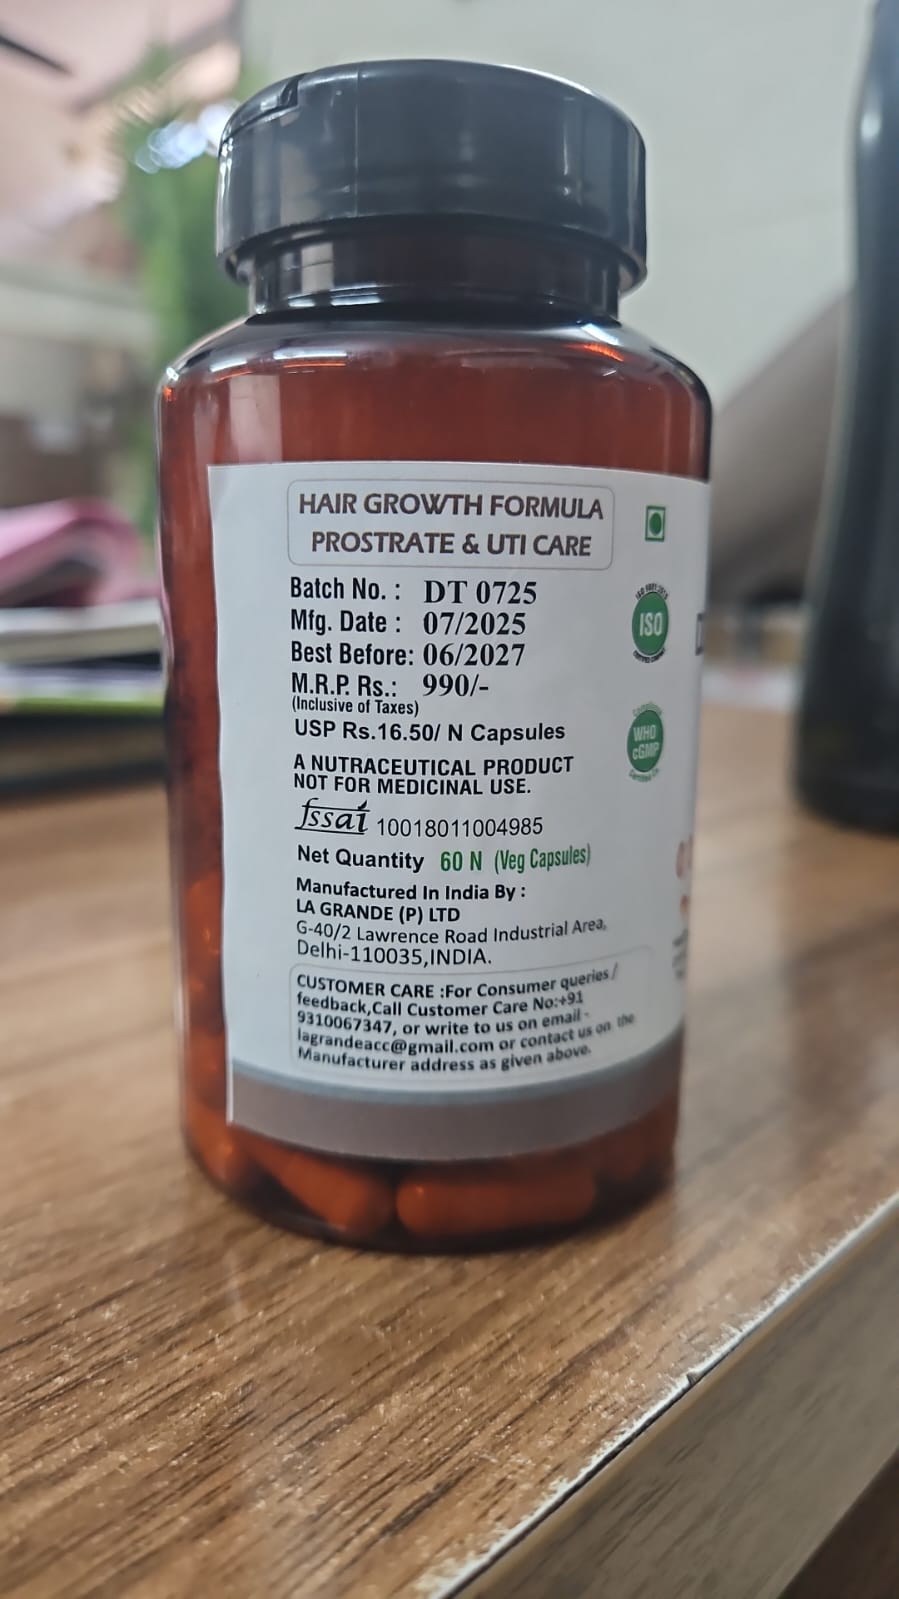 HAIR GROWTH FORMULA
PROSTRATE & UTI CARE
Batch No. : DT 0725
Mfg. Date : 07/2025
Best Before: 06/2027
M.R.P. Rs.: 990/-
(Inclusive of Taxes)
USP Rs.16.50/ N Capsules
A NUTRACEUTICAL PRODUCT
NOT FOR MEDICINAL USE.
fssai 10018011004985
Net Quantity 60 N (Veg Capsules)
Manufactured In India By :
LA GRANDE (P) LTD
G-40/2 Lawrence Road Industrial Area,
Delhi-110035,INDIA.
CUSTOMER CARE :For Consumer queries/
feedback,Call Customer Care No:+91
9310067347, or write to us on email -
lagrandeacc@gmail.com or contact us on the
Manufacturer address as given above.
ISO
WHO
cGMP